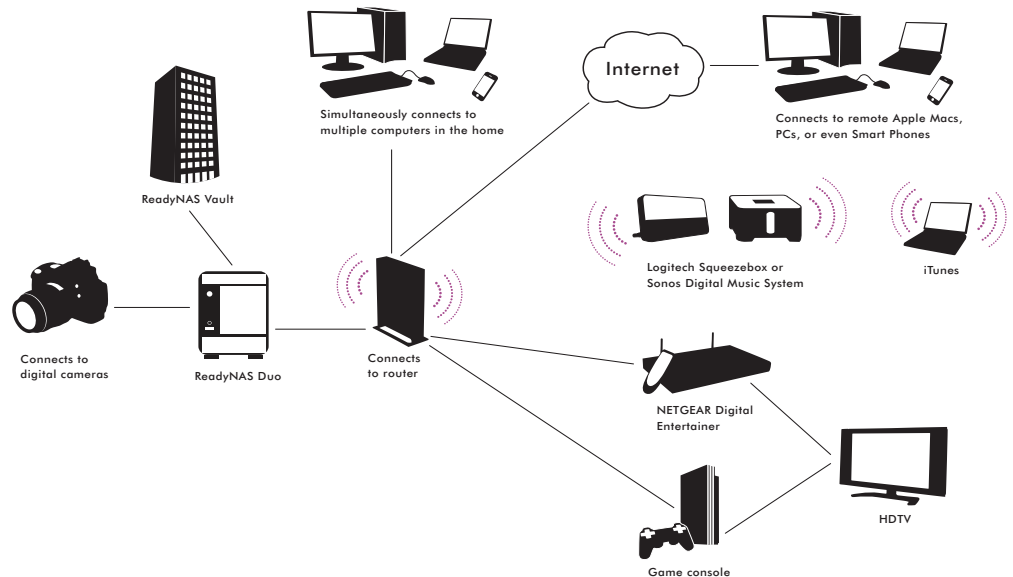 Internet
Simultaneously connects to
multiple computers in the home
Connects to remote Apple Macs,
PCs, or even Smart Phones
ReadyNAS Vault
Logitech Squeezebox or
Sonos Digital Music System
iTunes
Connects to
digital cameras
ReadyNAS Duo
Connects
to router
NETGEAR Digital
Entertainer
HDTV
Game console